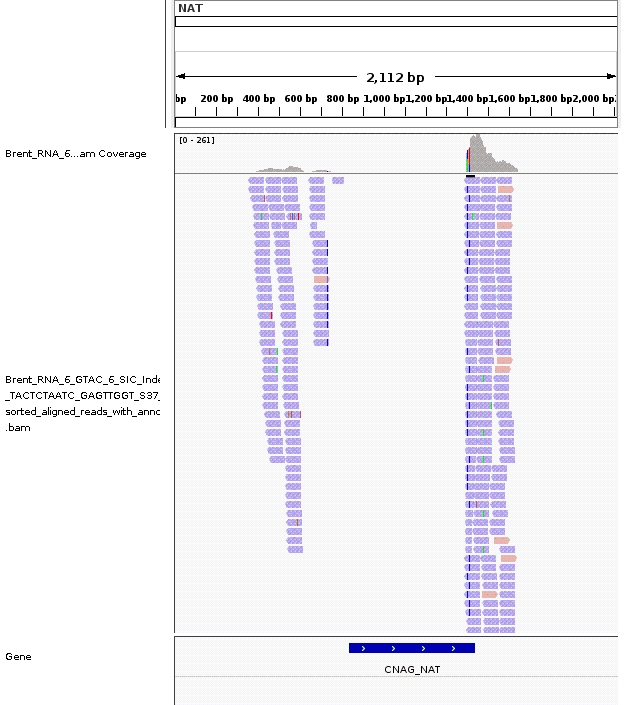 NAT
2,112 bp
bp 200 bp 400 bp 600 bp 800 bp 1,000 bp 1,200 bp 1,400 bp 1,600 bp 1,800 bp 2,000 bp 2,
Brent_RNA_6...am Coverage
[0 - 261]
Brent_RNA_6_GTAC_6_SIC_Inde
_TACTCTAATC_GAGTTGGT_S37_
sorted_aligned_reads_with_annc
.bam
Gene
CNAG_NAT